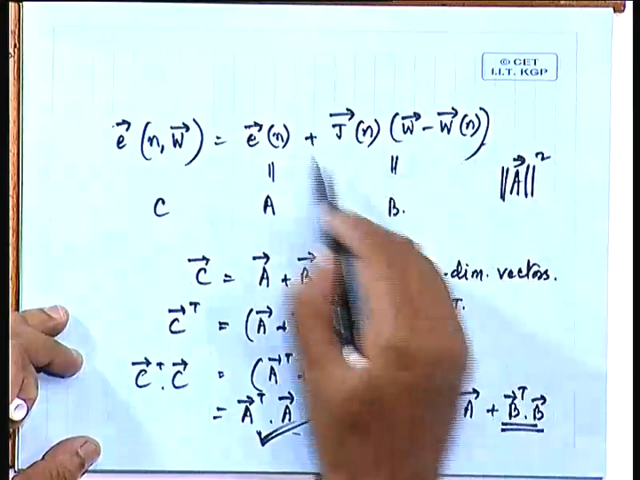 © CET
I.I.T. KGP
e⃗ (n, w⃗) = e⃗(n) + J⃗(n) (w⃗ - w⃗(n))
|| ||
C A B.
||A⃗||²
C⃗ = A⃗ + B⃗ -dim. vectors.
C⃗ᵀ = (A⃗ + T.
C⃗ᵀ. C⃗ = (A⃗ᵀ
= A⃗ᵀ. A⃗ A⃗ + B⃗ᵀ. B⃗